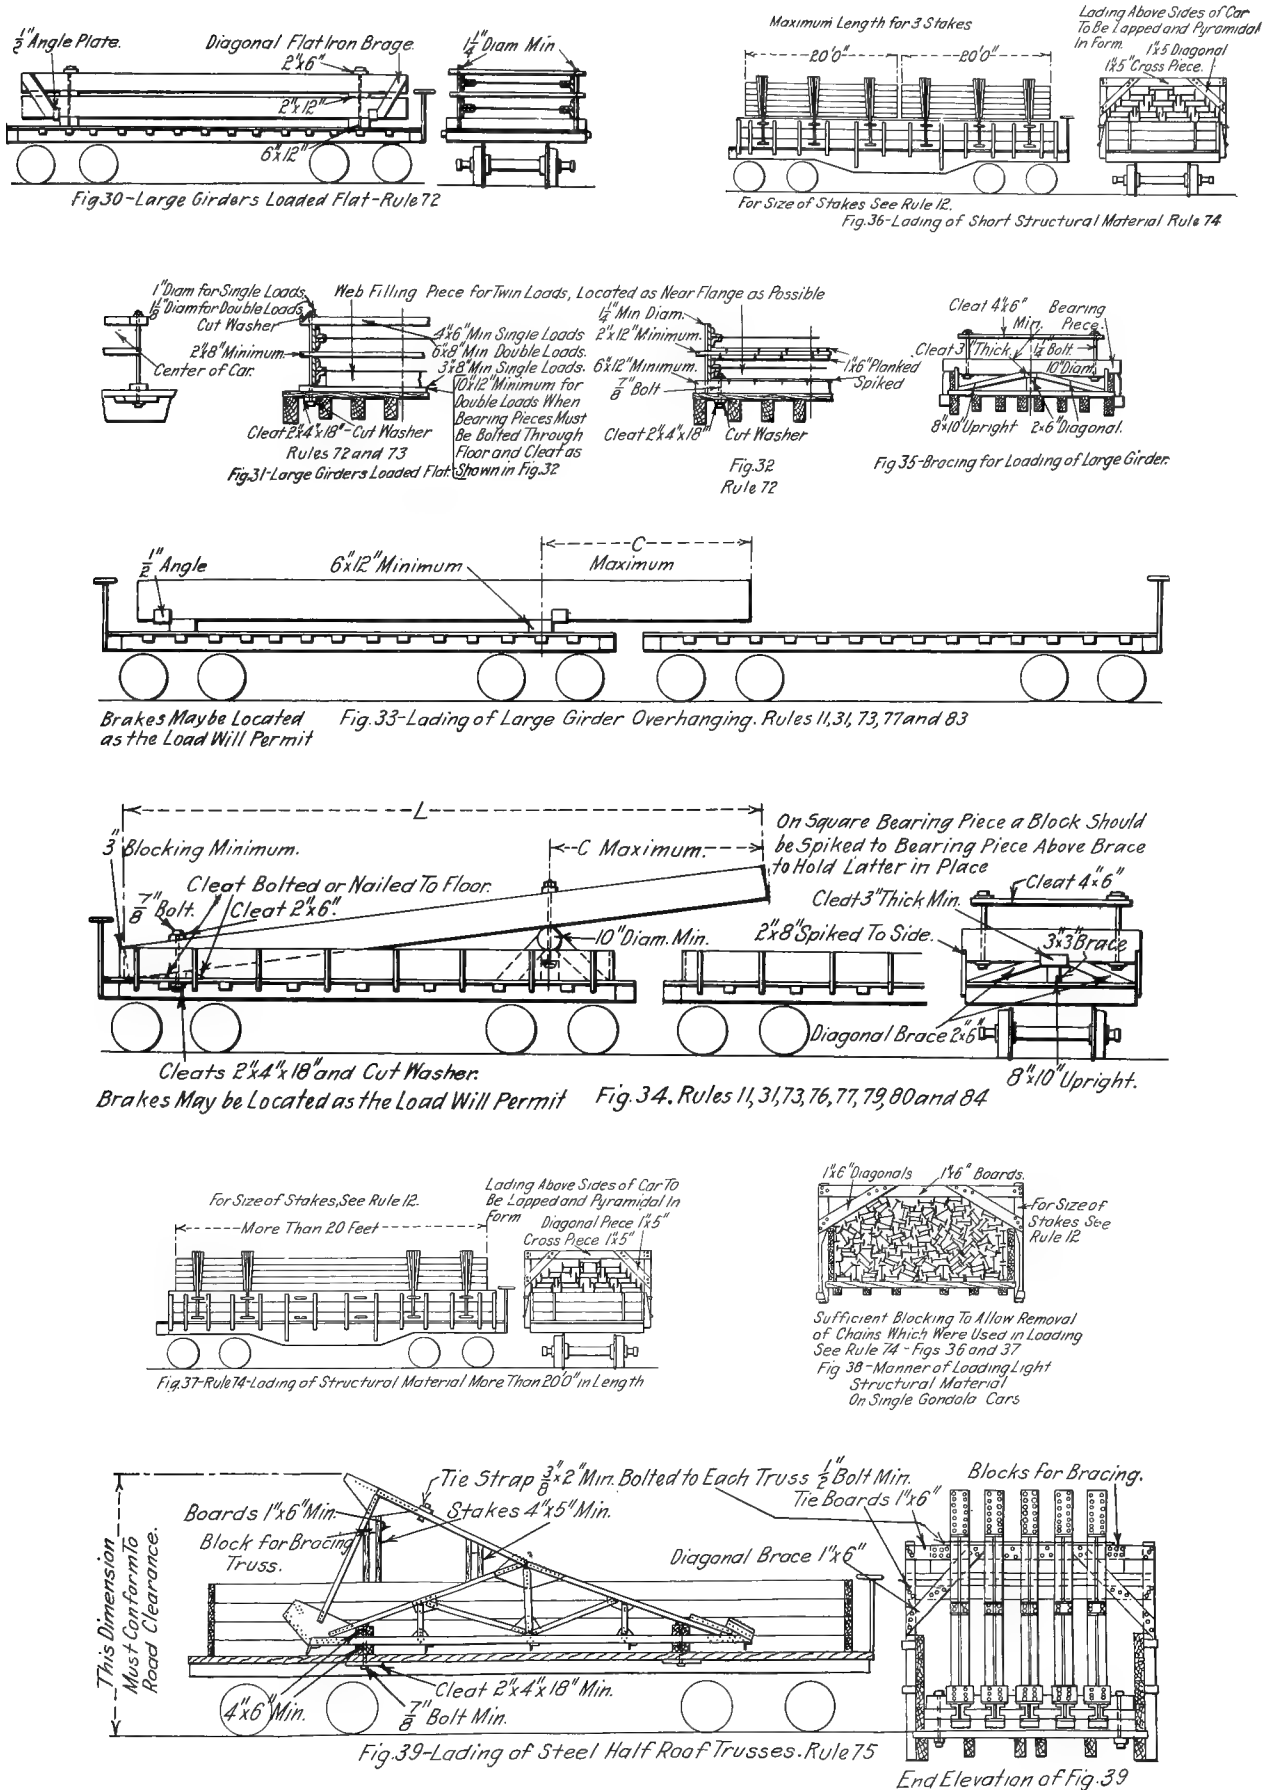 1/2" Angle Plate.
Diagonal Flat Iron Brage.
2"x6"
2"x12"
6"x12"
1 1/4" Diam Min
Fig.30-Large Girders Loaded Flat-Rule 72
Maximum Length for 3 Stakes
20'0"
20'0"
Lading Above Sides of Car
To Be Lapped and Pyramidal
In Form.
1"x5 Diagonal
1"x5" Cross Piece.
For Size of Stakes See Rule 12.
Fig.36-Lading of Short Structural Material Rule 74
1" Diam for Single Loads
1 1/8" Diam for Double Loads
Cut Washer
2"x8" Minimum.
Center of Car.
Web Filling Piece for Twin Loads, Located as Near Flange as Possible
4"x6" Min Single Loads
6"x8" Min Double Loads.
3"x8" Min Single Loads.
10"x12" Minimum for
Double Loads When
Bearing Pieces Must
Be Bolted Through
Floor and Cleat as
Shown in Fig.32
Cleat 2"x4"x18"-Cut Washer
Rules 72 and 73
Fig.31-Large Girders Loaded Flat.
1 1/4" Min Diam.
2"x12" Minimum.
6"x12" Minimum.
7/8" Bolt
1"x6" Planked
Spiked
Cleat 2"x4"x18"
Cut Washer
Fig.32
Rule 72
Cleat 4"x6"
Min.
Bearing
Piece.
Cleat 3" Thick.
1 1/4" Bolt.
10" Diam.
8"x10" Upright
2"x6" Diagonal.
Fig 35-Bracing for Loading of Large Girder.
1/2" Angle
6"x12" Minimum
C
Maximum
Brakes Maybe Located
as the Load Will Permit
Fig.33-Lading of Large Girder Overhanging. Rules 11,31,73,77 and 83
L
3" Blocking Minimum.
C Maximum.
Cleat Bolted or Nailed To Floor.
7/8" Bolt.
Cleat 2"x6".
10" Diam. Min.
On Square Bearing Piece a Block Should
be Spiked to Bearing Piece Above Brace
to Hold Latter in Place
Cleat 4"x6"
Cleat 3" Thick Min.
2"x8" Spiked To Side.
3"x3" Brace
Diagonal Brace 2"x6"
8"x10" Upright.
Cleats 2"x4"x18" and Cut Washer.
Brakes May be Located as the Load Will Permit
Fig.34. Rules 11,31,73,76,77,79,80 and 84
For Size of Stakes, See Rule 12.
More Than 20 Feet
Lading Above Sides of Car To
Be Lapped and Pyramidal In
Form
Diagonal Piece 1"x5"
Cross Piece 1"x5"
Fig.37-Rule 74-Lading of Structural Material More Than 20'0" in Length
1"x6" Diagonals
1"x6" Boards.
For Size of
Stakes See
Rule 12
Sufficient Blocking To Allow Removal
of Chains Which Were Used in Loading
See Rule 74-Figs 36 and 37
Fig 38-Manner of Loading Light
Structural Material
On Single Gondola Cars
This Dimension
Must Conform To
Road Clearance.
Tie Strap 3/8"x2" Min. Bolted to Each Truss 1/2" Bolt Min.
Boards 1"x6" Min.
Stakes 4"x5" Min.
Block for Bracing
Truss.
Tie Boards 1"x6"
Blocks for Bracing.
Diagonal Brace 1"x6"
4"x6" Min.
Cleat 2"x4"x18" Min.
7/8" Bolt Min.
Fig.39-Lading of Steel Half Roof Trusses. Rule 75
End Elevation of Fig.39